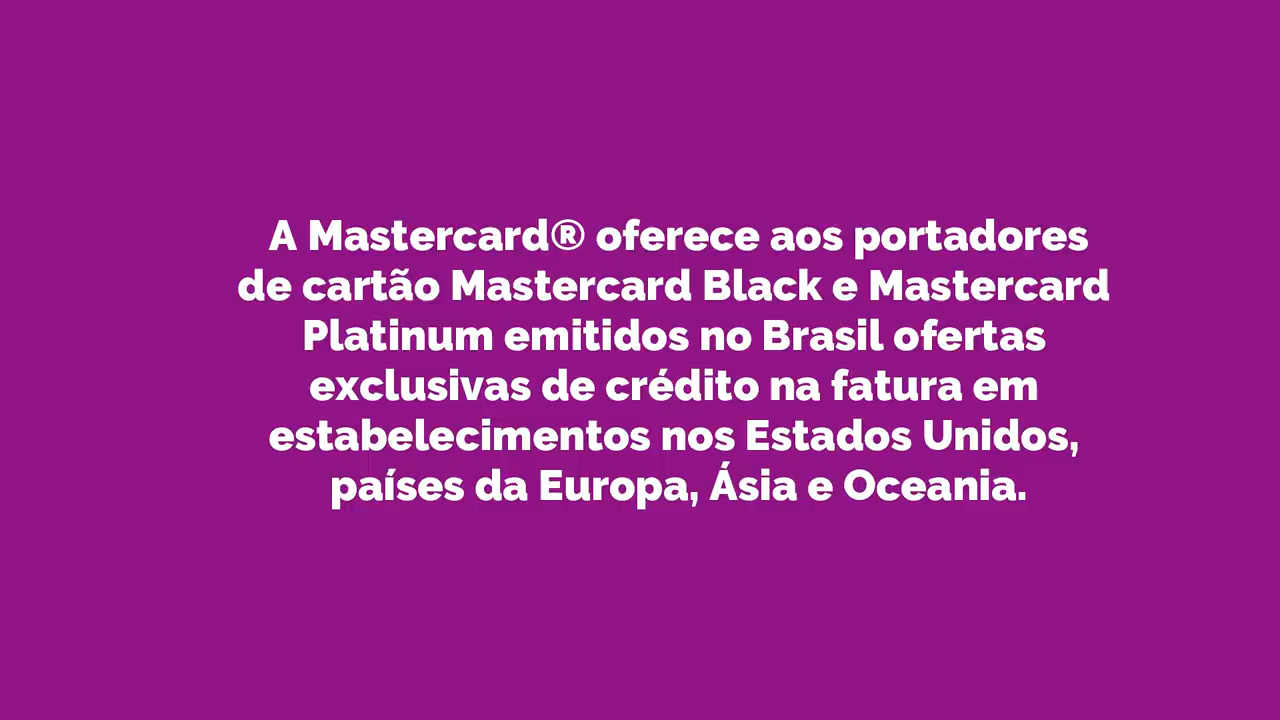 A Mastercard® oferece aos portadores
de cartão Mastercard Black e Mastercard
Platinum emitidos no Brasil ofertas
exclusivas de crédito na fatura em
estabelecimentos nos Estados Unidos,
países da Europa, Ásia e Oceania.